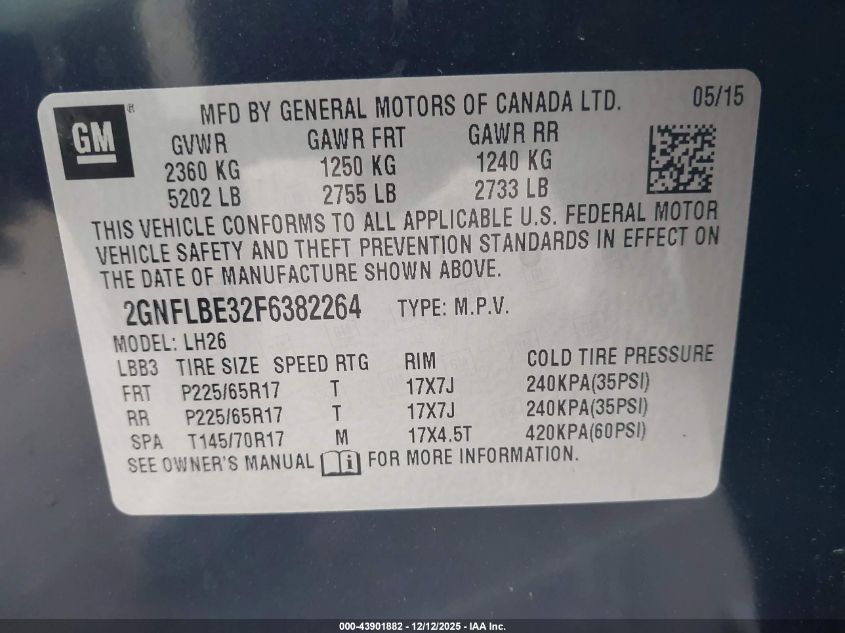 GM®
MFD BY GENERAL MOTORS OF CANADA LTD. 05/15
GVWR GAWR FRT GAWR RR
2360 KG 1250 KG 1240 KG
5202 LB 2755 LB 2733 LB
THIS VEHICLE CONFORMS TO ALL APPLICABLE U.S. FEDERAL MOTOR
VEHICLE SAFETY AND THEFT PREVENTION STANDARDS IN EFFECT ON
THE DATE OF MANUFACTURE SHOWN ABOVE.
2GNFLBE32F6382264 TYPE: M.P.V.
MODEL: LH26
LBB3 TIRE SIZE SPEED RTG RIM COLD TIRE PRESSURE
FRT P225/65R17 T 17X7J 240KPA(35PSI)
RR P225/65R17 T 17X7J 240KPA(35PSI)
SPA T145/70R17 M 17X4.5T 420KPA(60PSI)
SEE OWNER'S MANUAL i FOR MORE INFORMATION.
000-43901882 - 12/12/2025 - IAA Inc.